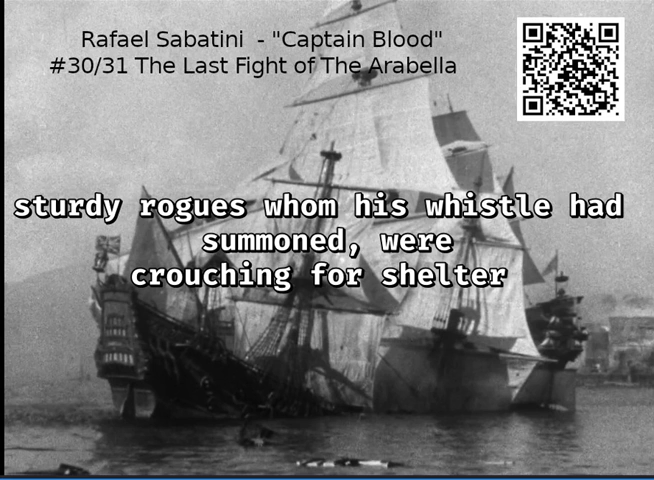 Rafael Sabatini - "Captain Blood"
#30/31 The Last Fight of The Arabella
sturdy rogues whom his whistle had
summoned, were
crouching for shelter